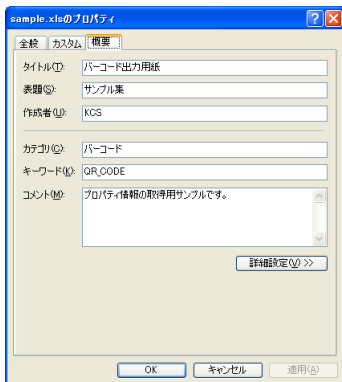 sample.xlsのプロパティ
全般 カスタム 概要
タイトル(T): バーコード出力用紙
表題(S): サンプル集
作成者(U): KCS
カテゴリ(C): バーコード
キーワード(K): QR_CODE
コメント(M): プロパティ情報の取得用サンプルです。
詳細設定(V) >>
OK キャンセル 適用(A)